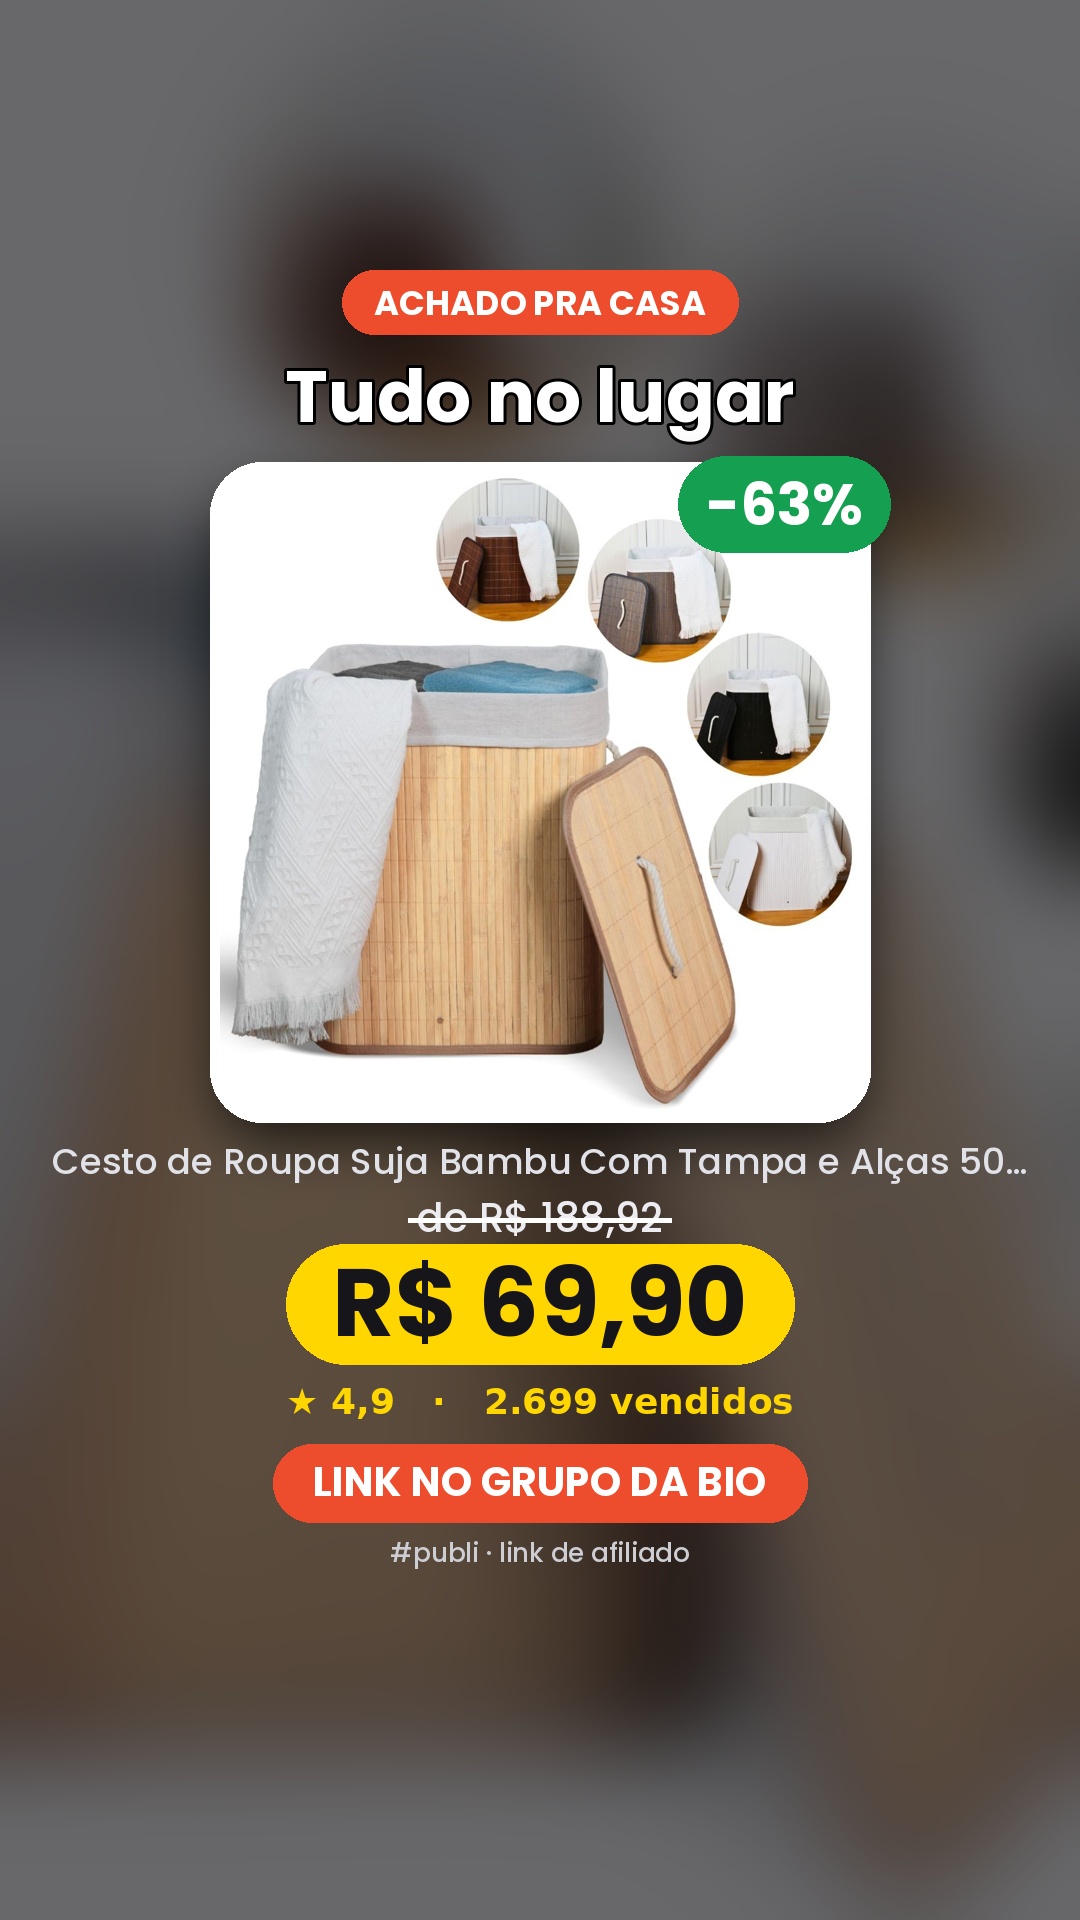 ACHADO PRA CASA
Tudo no lugar
-63%
Cesto de Roupa Suja Bambu Com Tampa e Alças 50...
de R$ 188,92
R$ 69,90
★ 4,9 · 2.699 vendidos
LINK NO GRUPO DA BIO
#publi · link de afiliado